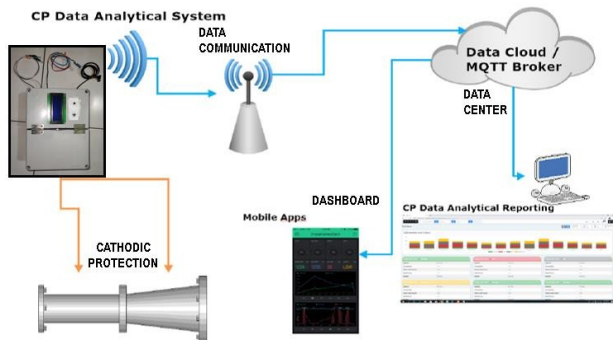 CP Data Analytical System
DATA
COMMUNICATION
Data Cloud /
MQTT Broker
DATA
CENTER
DASHBOARD
Mobile Apps
CP Data Analytical Reporting
CATHODIC
PROTECTION